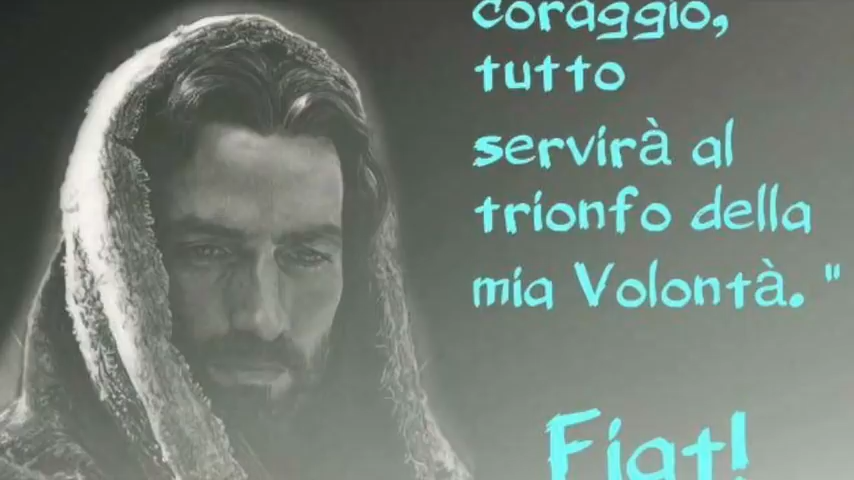 coraggio,
tutto
servirà al
trionfo della
mia Volontà. "
Fiat!